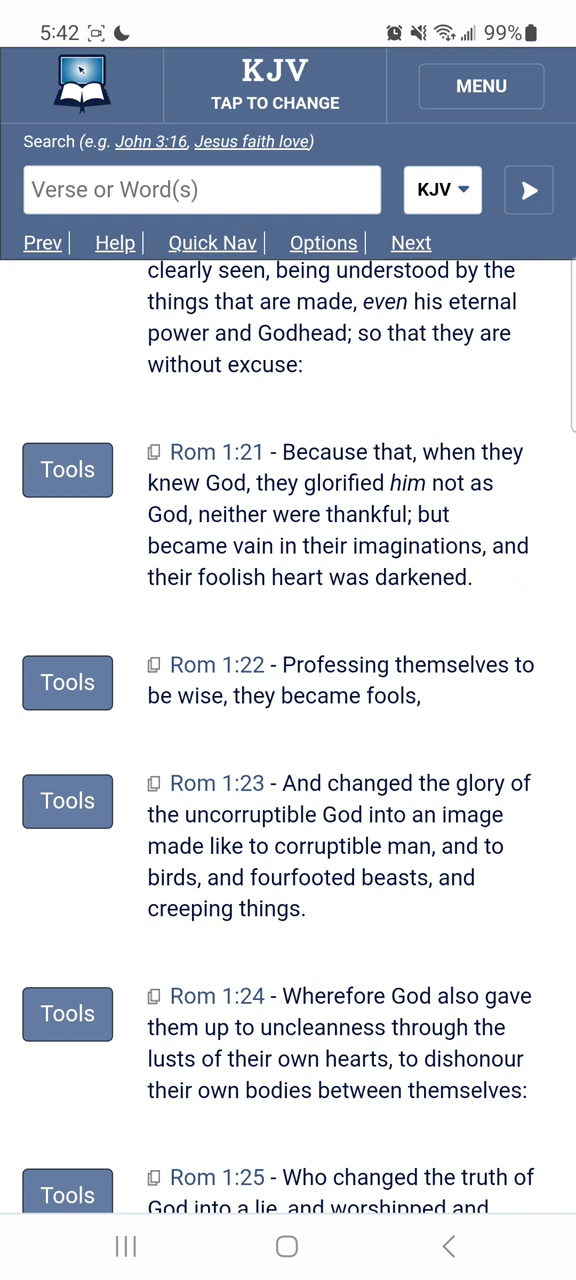 5:42 99%
KJV
TAP TO CHANGE
MENU
Search (e.g. John 3:16, Jesus faith love)
Verse or Word(s) KJV
Prev | Help | Quick Nav | Options | Next
clearly seen, being understood by the
things that are made, even his eternal
power and Godhead; so that they are
without excuse:
Tools
Rom 1:21 - Because that, when they
knew God, they glorified him not as
God, neither were thankful; but
became vain in their imaginations, and
their foolish heart was darkened.
Tools
Rom 1:22 - Professing themselves to
be wise, they became fools,
Tools
Rom 1:23 - And changed the glory of
the uncorruptible God into an image
made like to corruptible man, and to
birds, and fourfooted beasts, and
creeping things.
Tools
Rom 1:24 - Wherefore God also gave
them up to uncleanness through the
lusts of their own hearts, to dishonour
their own bodies between themselves:
Tools
Rom 1:25 - Who changed the truth of
God into a lie, and worshipped and